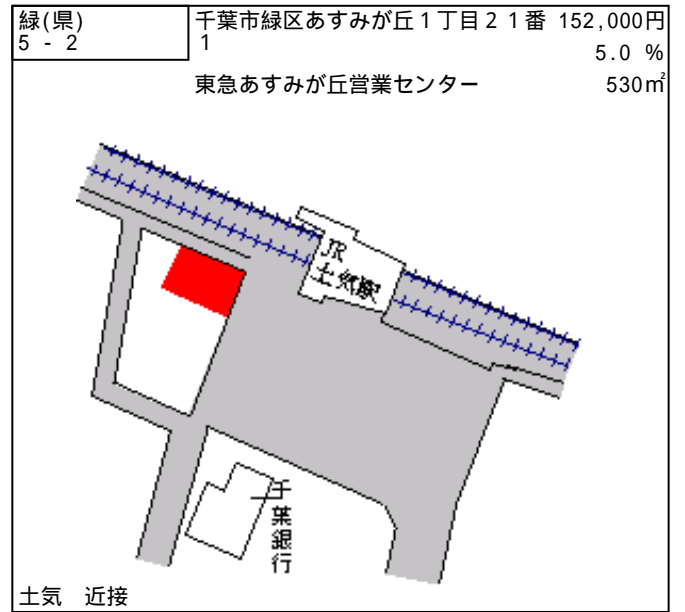 緑(県)
5 - 2
千葉市緑区あすみが丘１丁目２１番
1
152,000円
5.0 %
東急あすみが丘営業センター
530㎡
JR
土気駅
千葉銀行
土気　近接